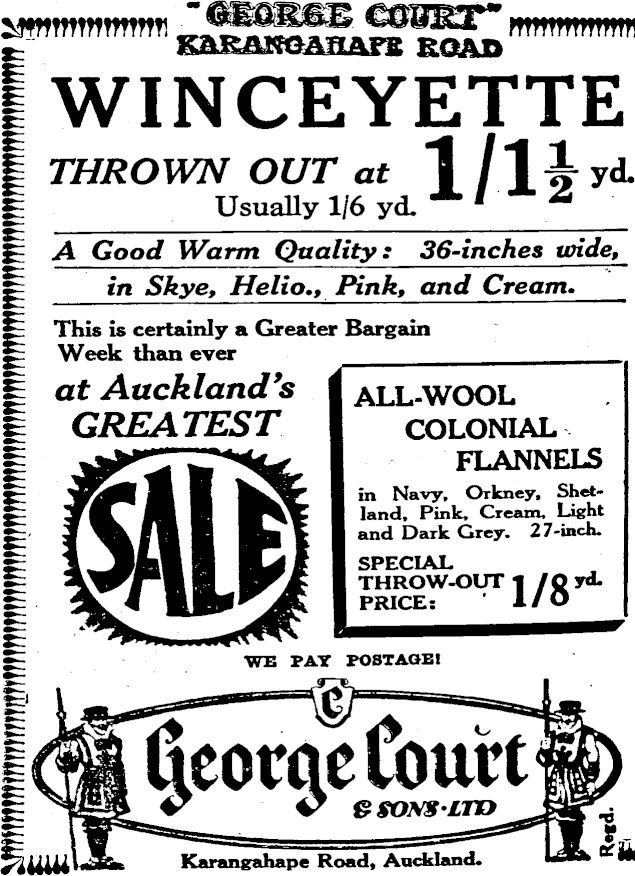 "GEORGE COURT"
KARANGAHAPE ROAD
WINCEYETTE
THROWN OUT at 1/1½ yd.
Usually 1/6 yd.
A Good Warm Quality: 36-inches wide,
in Skye, Helio., Pink, and Cream.
This is certainly a Greater Bargain
Week than ever
at Auckland's
GREATEST
SALE
ALL-WOOL
COLONIAL
FLANNELS
in Navy, Orkney, Shet-
land, Pink, Cream, Light
and Dark Grey. 27-inch.
SPECIAL
THROW-OUT
PRICE: 1/8 yd.
WE PAY POSTAGE!
C
George Court
& SONS·LTD
Regd.
Karangahape Road, Auckland.